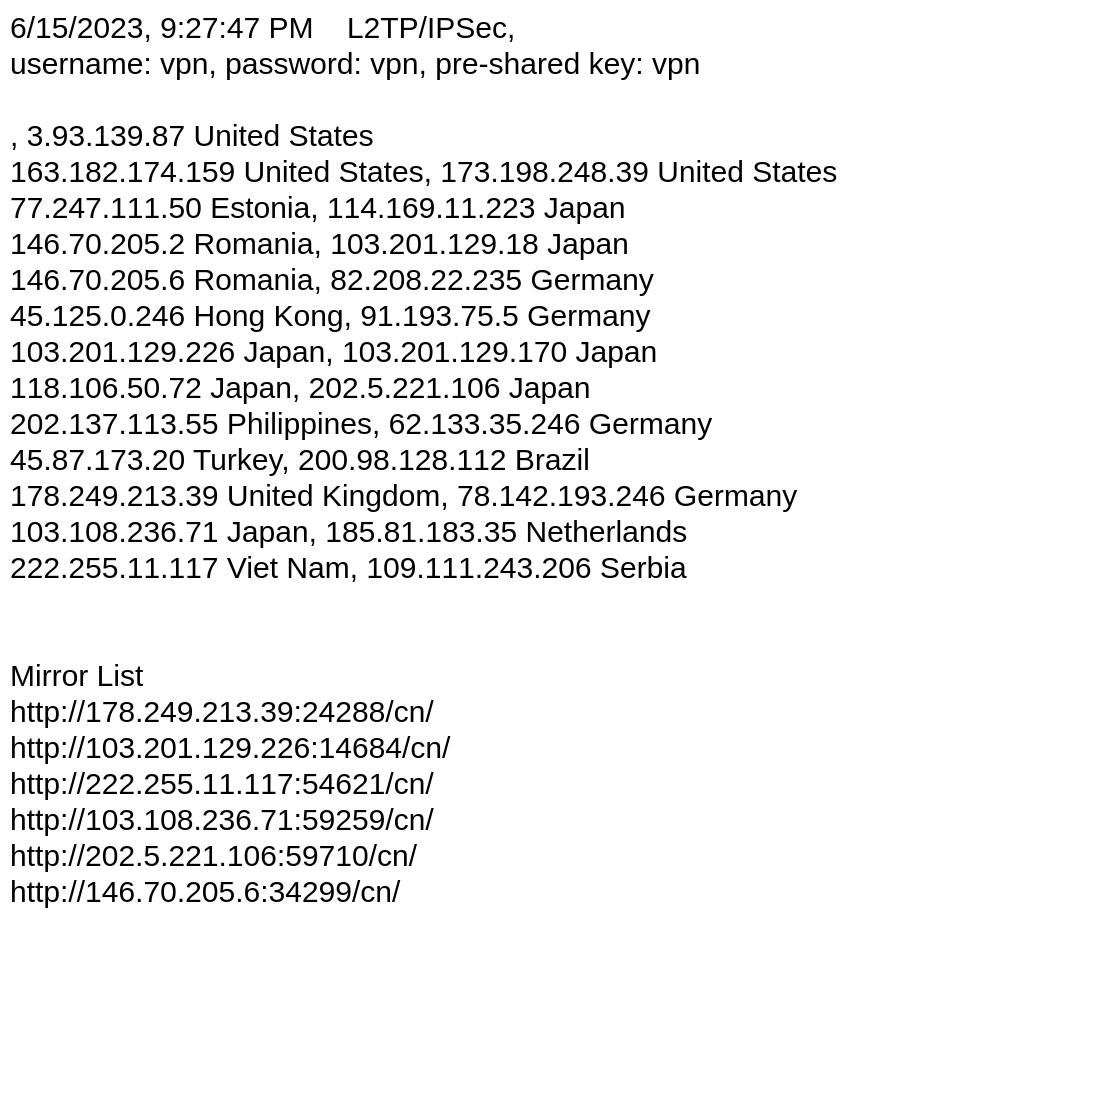 6/15/2023, 9:27:47 PM    L2TP/IPSec,
username: vpn, password: vpn, pre-shared key: vpn
, 3.93.139.87 United States
163.182.174.159 United States, 173.198.248.39 United States
77.247.111.50 Estonia, 114.169.11.223 Japan
146.70.205.2 Romania, 103.201.129.18 Japan
146.70.205.6 Romania, 82.208.22.235 Germany
45.125.0.246 Hong Kong, 91.193.75.5 Germany
103.201.129.226 Japan, 103.201.129.170 Japan
118.106.50.72 Japan, 202.5.221.106 Japan
202.137.113.55 Philippines, 62.133.35.246 Germany
45.87.173.20 Turkey, 200.98.128.112 Brazil
178.249.213.39 United Kingdom, 78.142.193.246 Germany
103.108.236.71 Japan, 185.81.183.35 Netherlands
222.255.11.117 Viet Nam, 109.111.243.206 Serbia
Mirror List
http://178.249.213.39:24288/cn/
http://103.201.129.226:14684/cn/
http://222.255.11.117:54621/cn/
http://103.108.236.71:59259/cn/
http://202.5.221.106:59710/cn/
http://146.70.205.6:34299/cn/